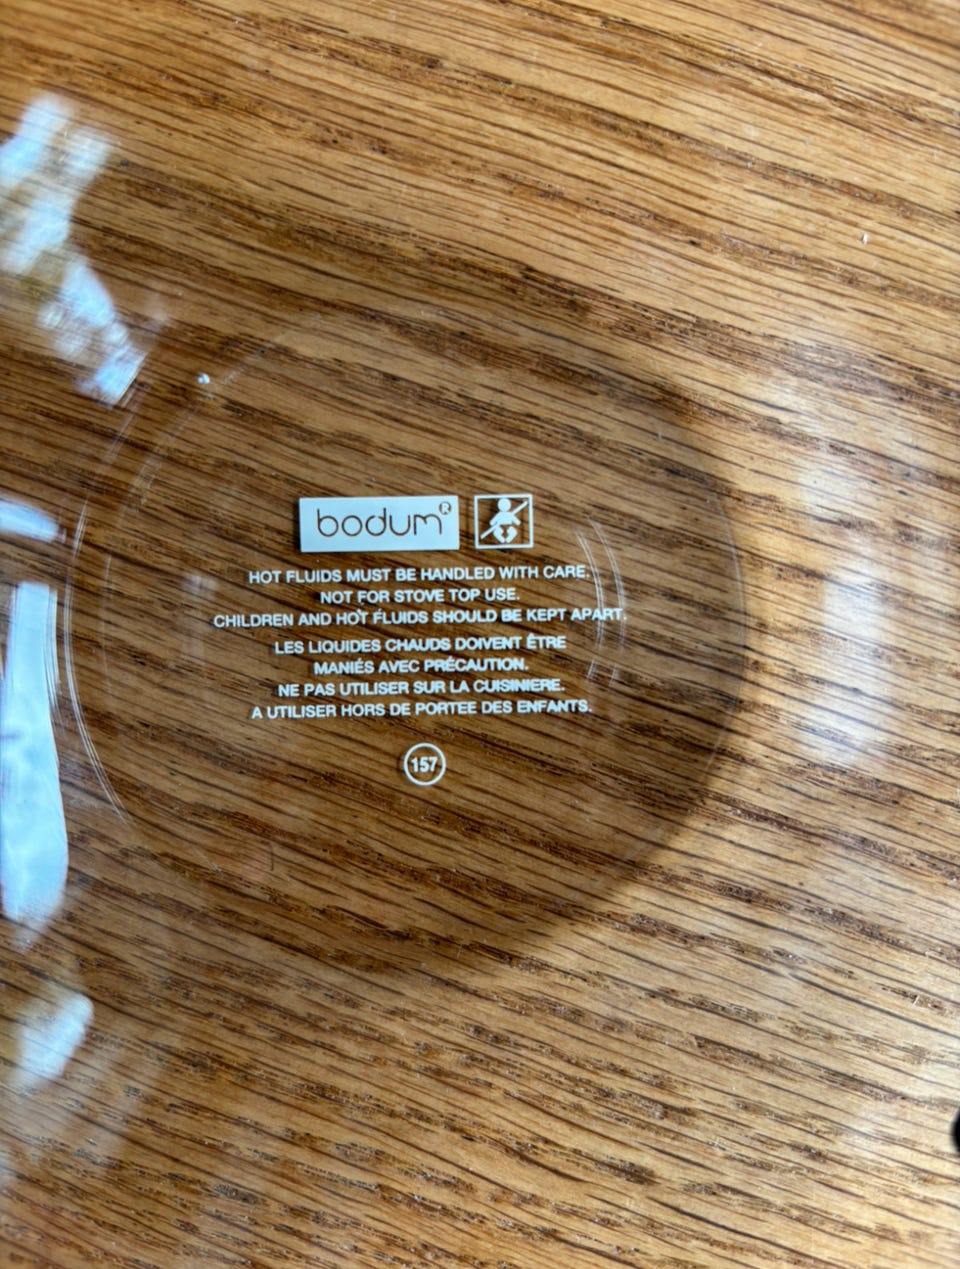 bodum®
HOT FLUIDS MUST BE HANDLED WITH CARE.
NOT FOR STOVE TOP USE.
CHILDREN AND HOT FLUIDS SHOULD BE KEPT APART.
LES LIQUIDES CHAUDS DOIVENT ÊTRE
MANIÉS AVEC PRÉCAUTION.
NE PAS UTILISER SUR LA CUISINIERE.
A UTILISER HORS DE PORTEE DES ENFANTS.
157